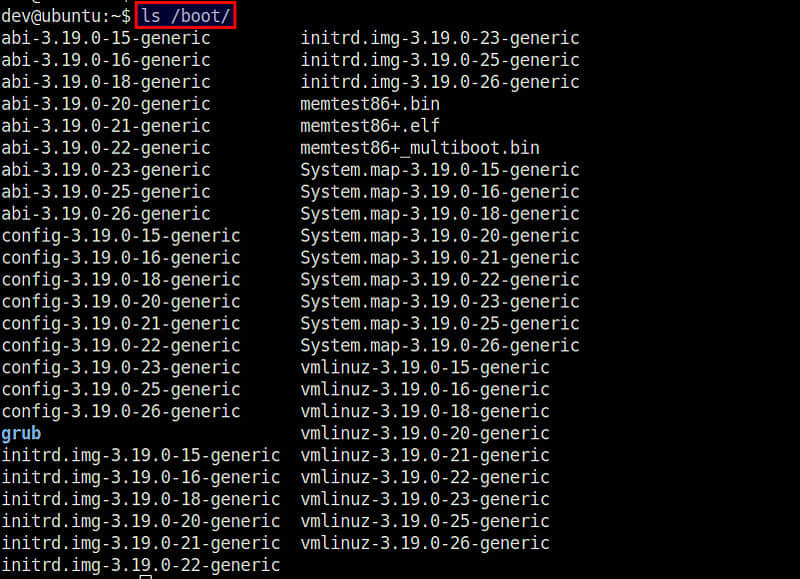 dev@ubuntu:~$ ls /boot/
abi-3.19.0-15-generic initrd.img-3.19.0-23-generic
abi-3.19.0-16-generic initrd.img-3.19.0-25-generic
abi-3.19.0-18-generic initrd.img-3.19.0-26-generic
abi-3.19.0-20-generic memtest86+.bin
abi-3.19.0-21-generic memtest86+.elf
abi-3.19.0-22-generic memtest86+_multiboot.bin
abi-3.19.0-23-generic System.map-3.19.0-15-generic
abi-3.19.0-25-generic System.map-3.19.0-16-generic
abi-3.19.0-26-generic System.map-3.19.0-18-generic
config-3.19.0-15-generic System.map-3.19.0-20-generic
config-3.19.0-16-generic System.map-3.19.0-21-generic
config-3.19.0-18-generic System.map-3.19.0-22-generic
config-3.19.0-20-generic System.map-3.19.0-23-generic
config-3.19.0-21-generic System.map-3.19.0-25-generic
config-3.19.0-22-generic System.map-3.19.0-26-generic
config-3.19.0-23-generic vmlinuz-3.19.0-15-generic
config-3.19.0-25-generic vmlinuz-3.19.0-16-generic
config-3.19.0-26-generic vmlinuz-3.19.0-18-generic
grub vmlinuz-3.19.0-20-generic
initrd.img-3.19.0-15-generic vmlinuz-3.19.0-21-generic
initrd.img-3.19.0-16-generic vmlinuz-3.19.0-22-generic
initrd.img-3.19.0-18-generic vmlinuz-3.19.0-23-generic
initrd.img-3.19.0-20-generic vmlinuz-3.19.0-25-generic
initrd.img-3.19.0-21-generic vmlinuz-3.19.0-26-generic
initrd.img-3.19.0-22-generic